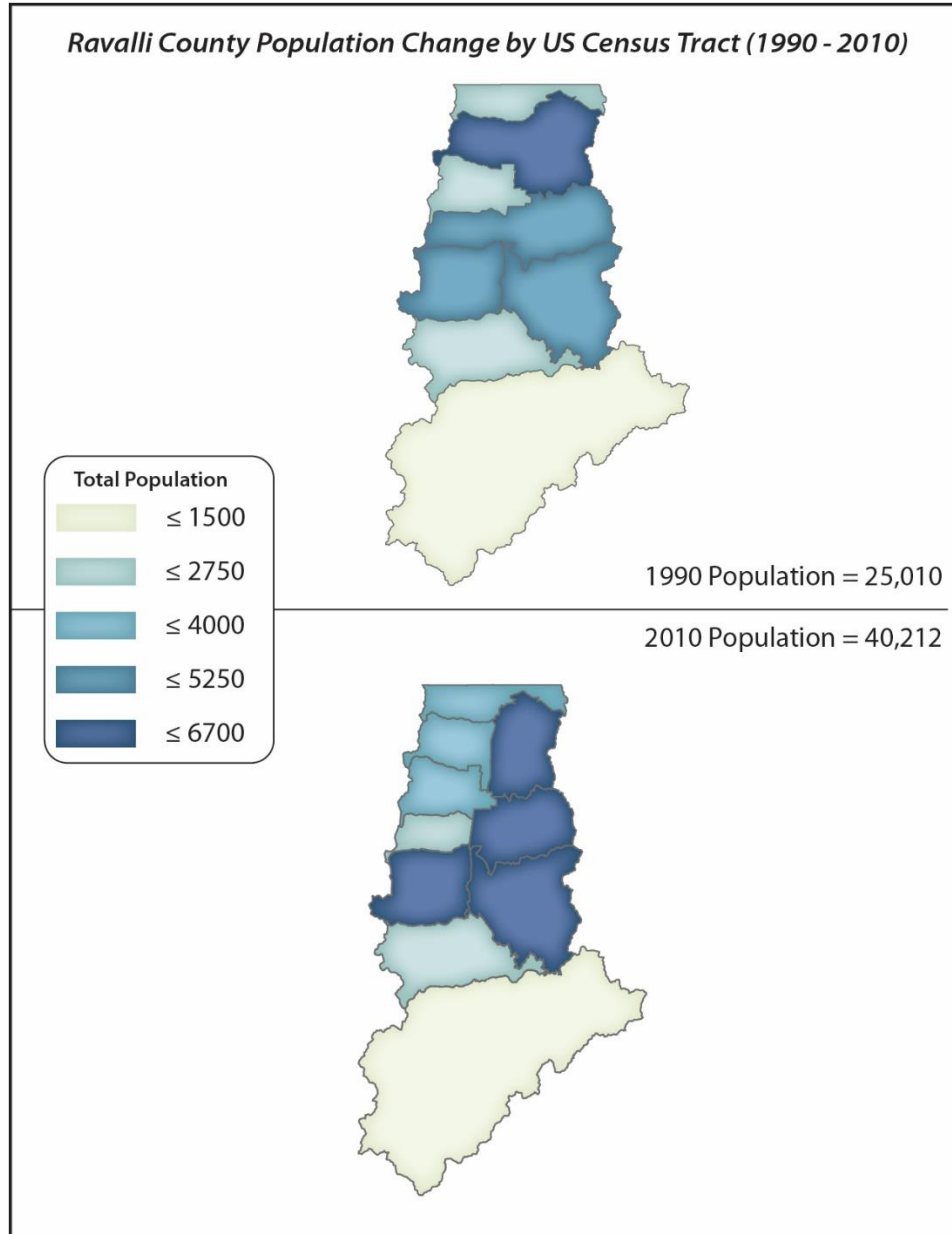 Ravalli County Population Change by US Census Tract (1990 - 2010)
Total Population
≤ 1500
≤ 2750
≤ 4000
≤ 5250
≤ 6700
1990 Population = 25,010
2010 Population = 40,212